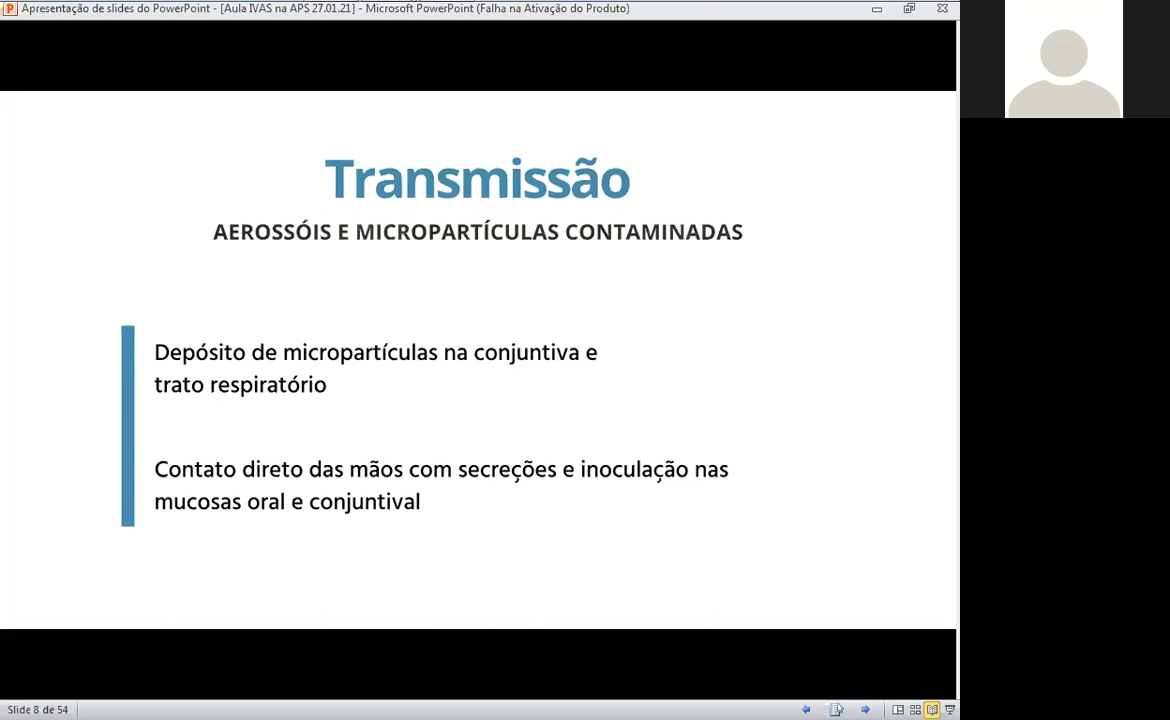 Apresentação de slides do PowerPoint - [Aula IVAS na APS 27.01.21] - Microsoft PowerPoint (Falha na Ativação do Produto)
Transmissão
AEROSSÓIS E MICROPARTÍCULAS CONTAMINADAS
Depósito de micropartículas na conjuntiva e
trato respiratório
Contato direto das mãos com secreções e inoculação nas
mucosas oral e conjuntival
Slide 8 de 54